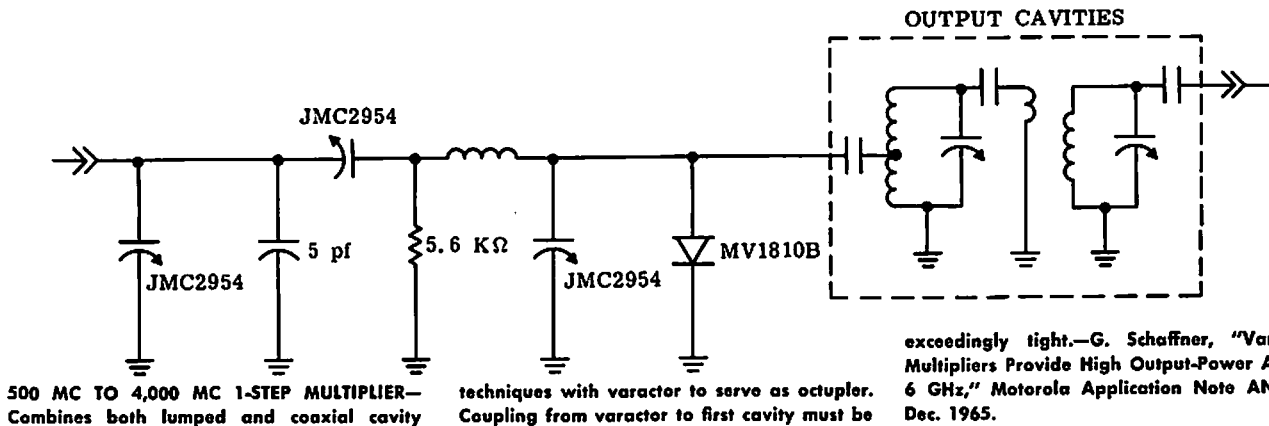 OUTPUT CAVITIES
JMC2954
5 pf
JMC2954
5.6 KΩ
JMC2954
MV1810B
500 MC TO 4,000 MC 1-STEP MULTIPLIER—
Combines both lumped and coaxial cavity
techniques with varactor to serve as octupler.
Coupling from varactor to first cavity must be
exceedingly tight.—G. Schaffner, "Var
Multipliers Provide High Output-Power A
6 GHz," Motorola Application Note AN
Dec. 1965.